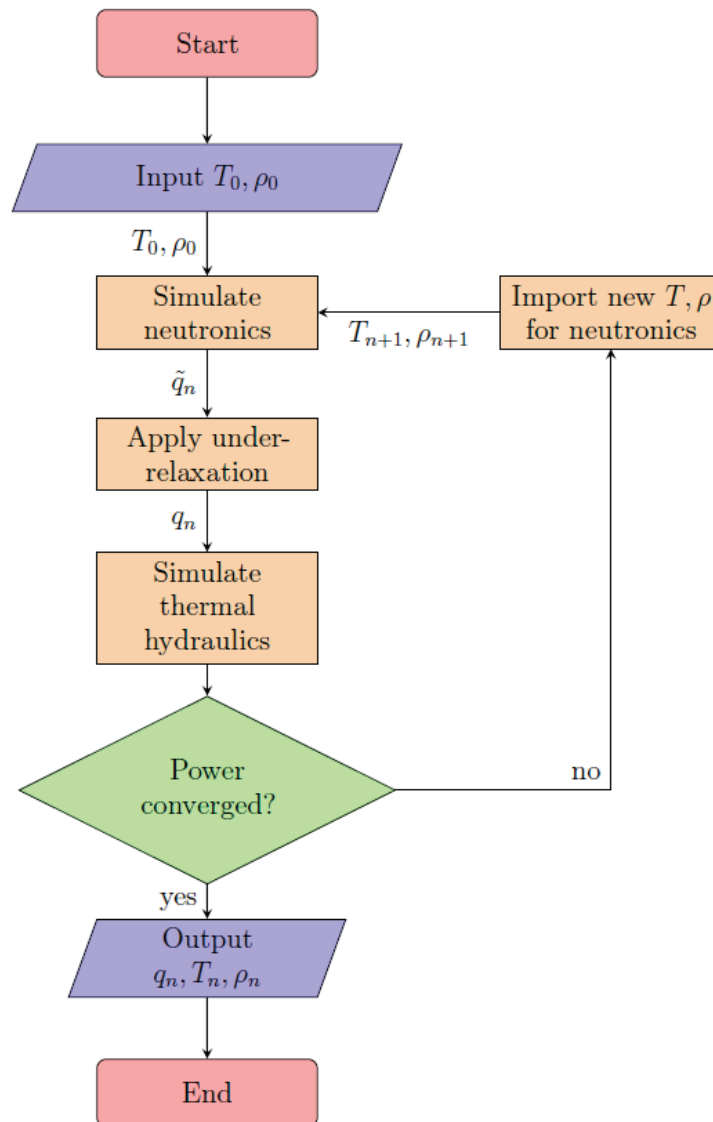 Start
Input T₀, ρ₀
T₀, ρ₀
Simulate
neutronics
Import new T, ρ
for neutronics
Tₙ₊₁, ρₙ₊₁
q̃ₙ
Apply under-
relaxation
qₙ
Simulate
thermal
hydraulics
Power
converged?
no
yes
Output
qₙ, Tₙ, ρₙ
End